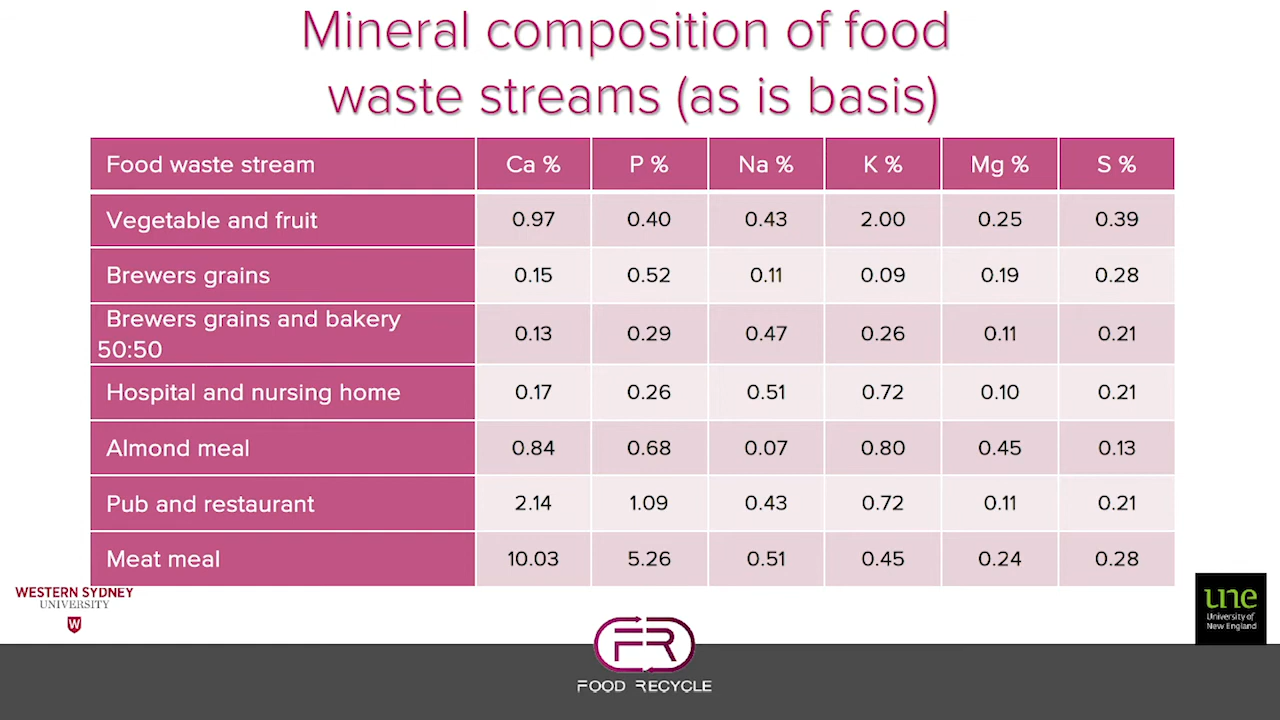 Mineral composition of food
waste streams (as is basis)
Food waste stream Ca % P % Na % K % Mg % S %
Vegetable and fruit 0.97 0.40 0.43 2.00 0.25 0.39
Brewers grains 0.15 0.52 0.11 0.09 0.19 0.28
Brewers grains and bakery
50:50 0.13 0.29 0.47 0.26 0.11 0.21
Hospital and nursing home 0.17 0.26 0.51 0.72 0.10 0.21
Almond meal 0.84 0.68 0.07 0.80 0.45 0.13
Pub and restaurant 2.14 1.09 0.43 0.72 0.11 0.21
Meat meal 10.03 5.26 0.51 0.45 0.24 0.28
WESTERN SYDNEY
UNIVERSITY
W
FR
FOOD RECYCLE
une
University of
New England